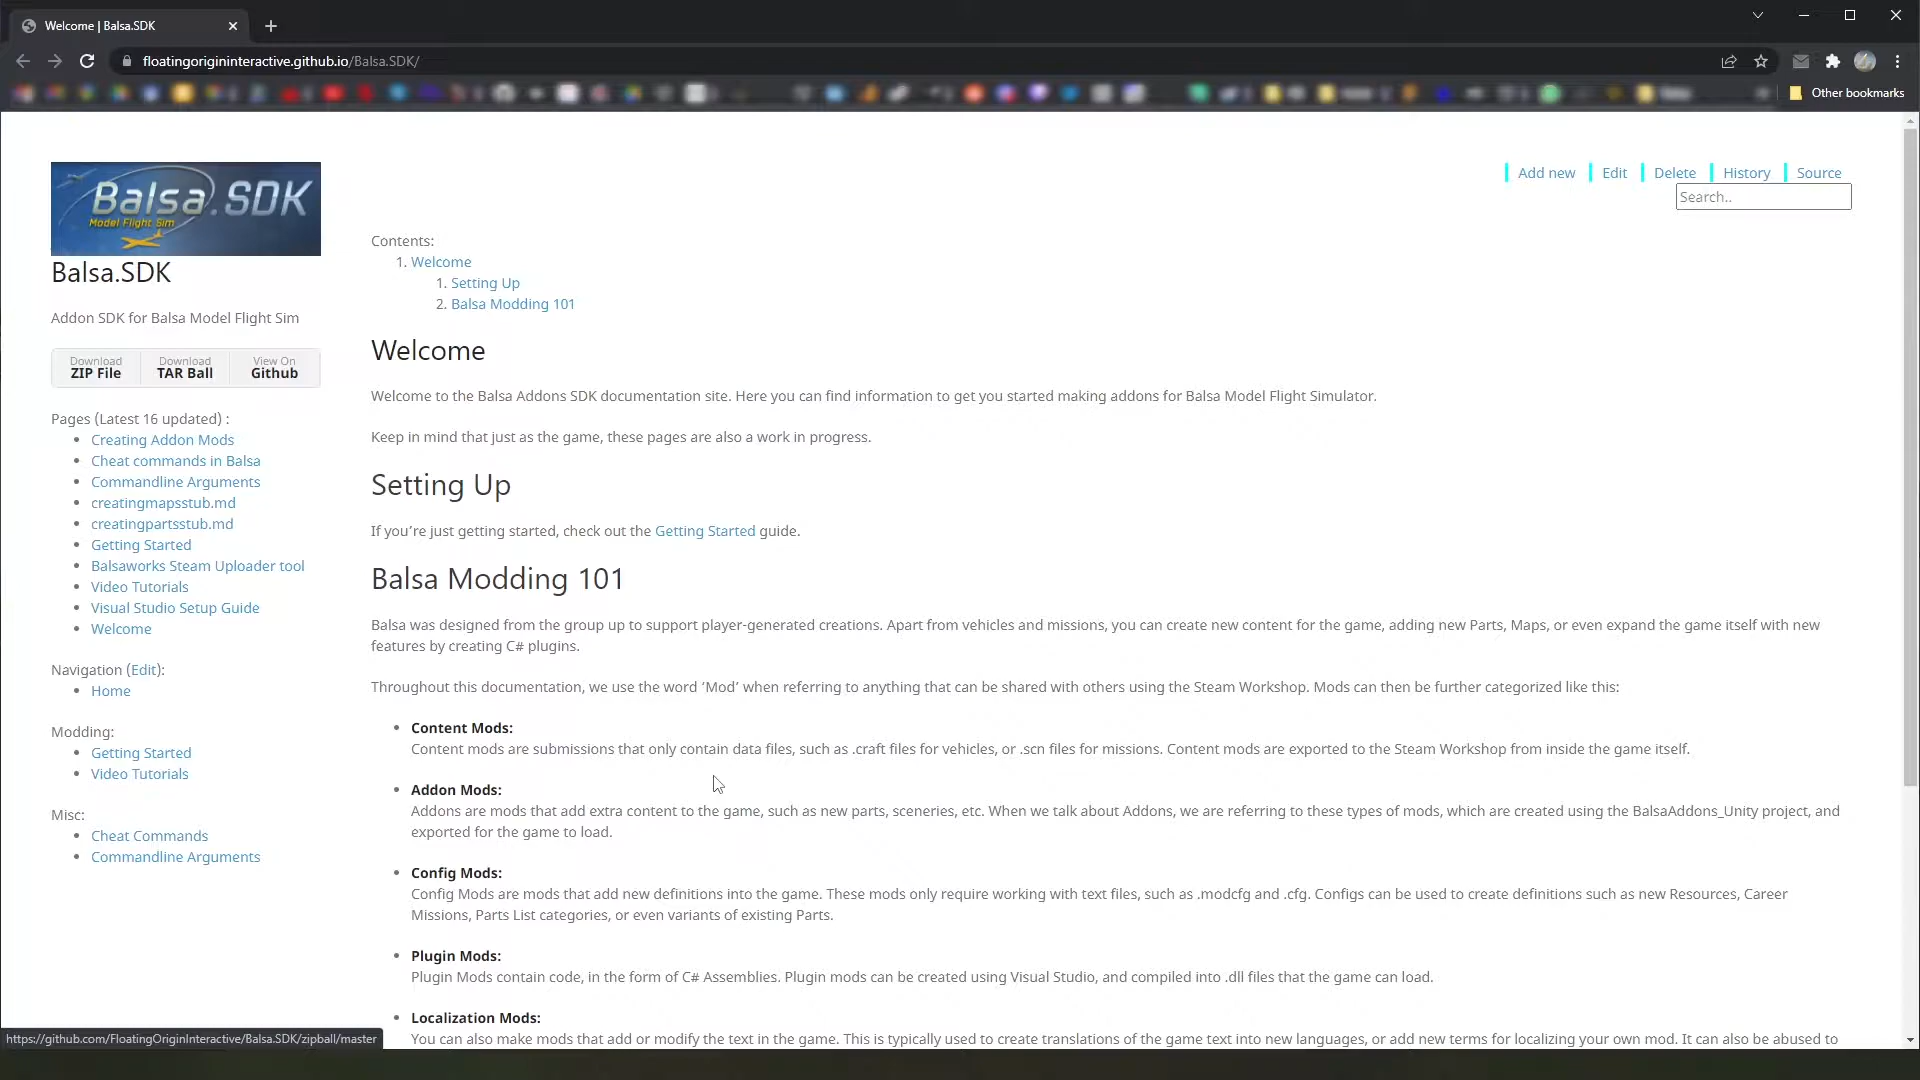 Welcome | Balsa.SDK
floatingorigininteractive.github.io/Balsa.SDK/
Other bookmarks
Balsa.SDK
Model Flight Sim
Balsa.SDK
Addon SDK for Balsa Model Flight Sim
Download
ZIP File
Download
TAR Ball
View On
Github
Pages (Latest 16 updated) :
Creating Addon Mods
Cheat commands in Balsa
Commandline Arguments
creatingmapsstub.md
creatingpartsstub.md
Getting Started
Balsaworks Steam Uploader tool
Video Tutorials
Visual Studio Setup Guide
Welcome
Navigation (Edit):
Home
Modding:
Getting Started
Video Tutorials
Misc:
Cheat Commands
Commandline Arguments
Add new
Edit
Delete
History
Source
Search..
Contents:
1. Welcome
1. Setting Up
2. Balsa Modding 101
Welcome
Welcome to the Balsa Addons SDK documentation site. Here you can find information to get you started making addons for Balsa Model Flight Simulator.
Keep in mind that just as the game, these pages are also a work in progress.
Setting Up
If you're just getting started, check out the Getting Started guide.
Balsa Modding 101
Balsa was designed from the group up to support player-generated creations. Apart from vehicles and missions, you can create new content for the game, adding new Parts, Maps, or even expand the game itself with new
features by creating C# plugins.
Throughout this documentation, we use the word ‘Mod’ when referring to anything that can be shared with others using the Steam Workshop. Mods can then be further categorized like this:
Content Mods:
Content mods are submissions that only contain data files, such as .craft files for vehicles, or .scn files for missions. Content mods are exported to the Steam Workshop from inside the game itself.
Addon Mods:
Addons are mods that add extra content to the game, such as new parts, sceneries, etc. When we talk about Addons, we are referring to these types of mods, which are created using the BalsaAddons_Unity project, and
exported for the game to load.
Config Mods:
Config Mods are mods that add new definitions into the game. These mods only require working with text files, such as .modcfg and .cfg. Configs can be used to create definitions such as new Resources, Career
Missions, Parts List categories, or even variants of existing Parts.
Plugin Mods:
Plugin Mods contain code, in the form of C# Assemblies. Plugin mods can be created using Visual Studio, and compiled into .dll files that the game can load.
Localization Mods:
You can also make mods that add or modify the text in the game. This is typically used to create translations of the game text into new languages, or add new terms for localizing your own mod. It can also be abused to
https://github.com/FloatingOriginInteractive/Balsa.SDK/zipball/master